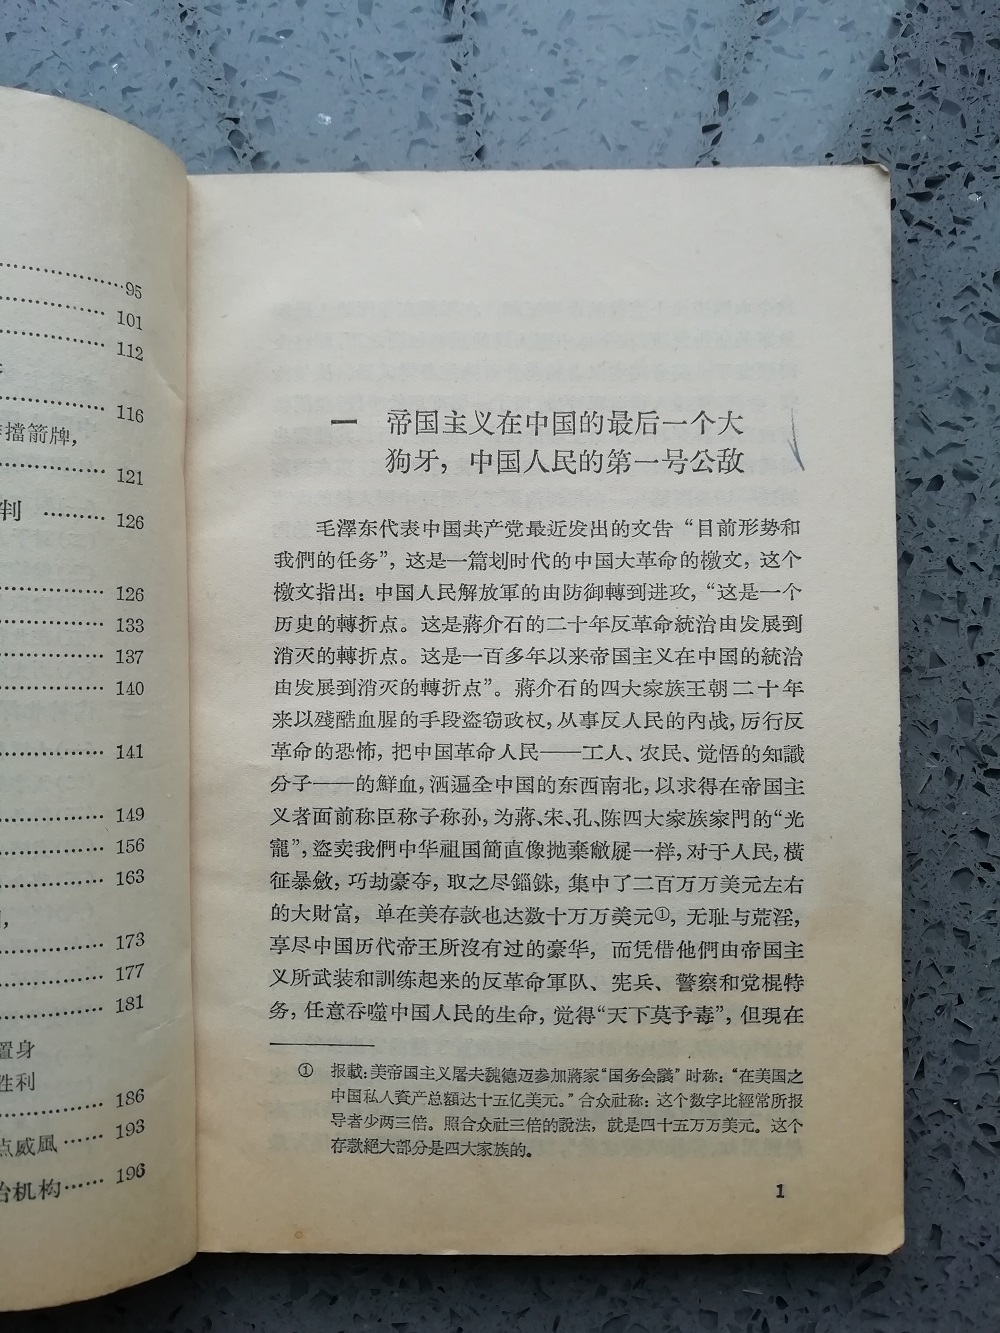 95
101
112
116
擋箭牌,
121
判 ……… 126
126
133
137
140
141
149
156
163
173
177
181
置身
胜利
186
点威風…… 193
治机构…… 196
一 帝国主义在中国的最后一个大
狗牙，中国人民的第一号公敌
毛澤东代表中国共产党最近发出的文告“目前形势和
我們的任务”，这是一篇划时代的中国大革命的檄文，这个
檄文指出：中国人民解放軍的由防御轉到进攻，“这是一个
历史的轉折点。这是蔣介石的二十年反革命統治由发展到
消灭的轉折点。这是一百多年以来帝国主义在中国的統治
由发展到消灭的轉折点”。蔣介石的四大家族王朝二十年
来以殘酷血腥的手段盜窃政权，从事反人民的內战，厉行反
革命的恐怖，把中国革命人民——工人、农民、觉悟的知識
分子——的鮮血，洒遍全中国的东西南北，以求得在帝国主
义者面前称臣称子称孙，为蔣、宋、孔、陈四大家族家門的“光
寵”，盜卖我們中华祖国简直像抛棄敝屣一样，对于人民，橫
征暴斂，巧劫豪夺，取之尽錙銖，集中了二百万万美元左右
的大財富，单在美存款也达数十万万美元①，无耻与荒淫，
享尽中国历代帝王所沒有过的豪华，而凭借他們由帝国主
义所武装和訓练起来的反革命軍队、宪兵、警察和党棍特
务，任意吞噬中国人民的生命，觉得“天下莫予毒”，但现在
① 报載：美帝国主义屠夫魏德迈参加蔣家“国务会議”时称：“在美国之
中国私人資产总額达十五亿美元。”合众社称：这个数字比經常所报
导者少两三倍。照合众社三倍的說法，就是四十五万万美元。这个
存款絕大部分是四大家族的。
1